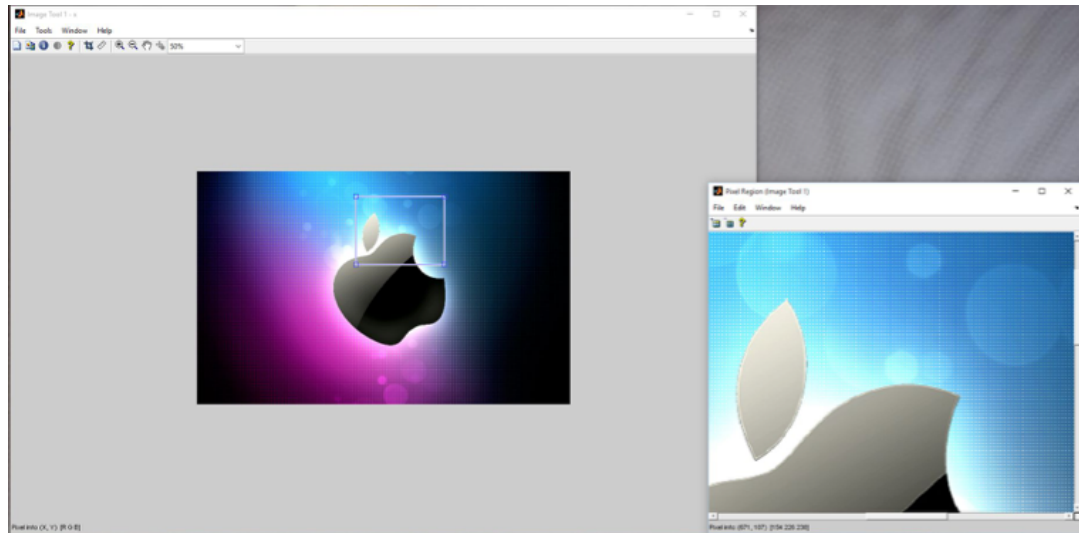 Image Tool 1 - x
File Tools Window Help
50%
Pixel info: (X, Y) [R G B]
Pixel Region (Image Tool 1)
File Edit Window Help
Pixel info: (671, 107) [154 226 236]